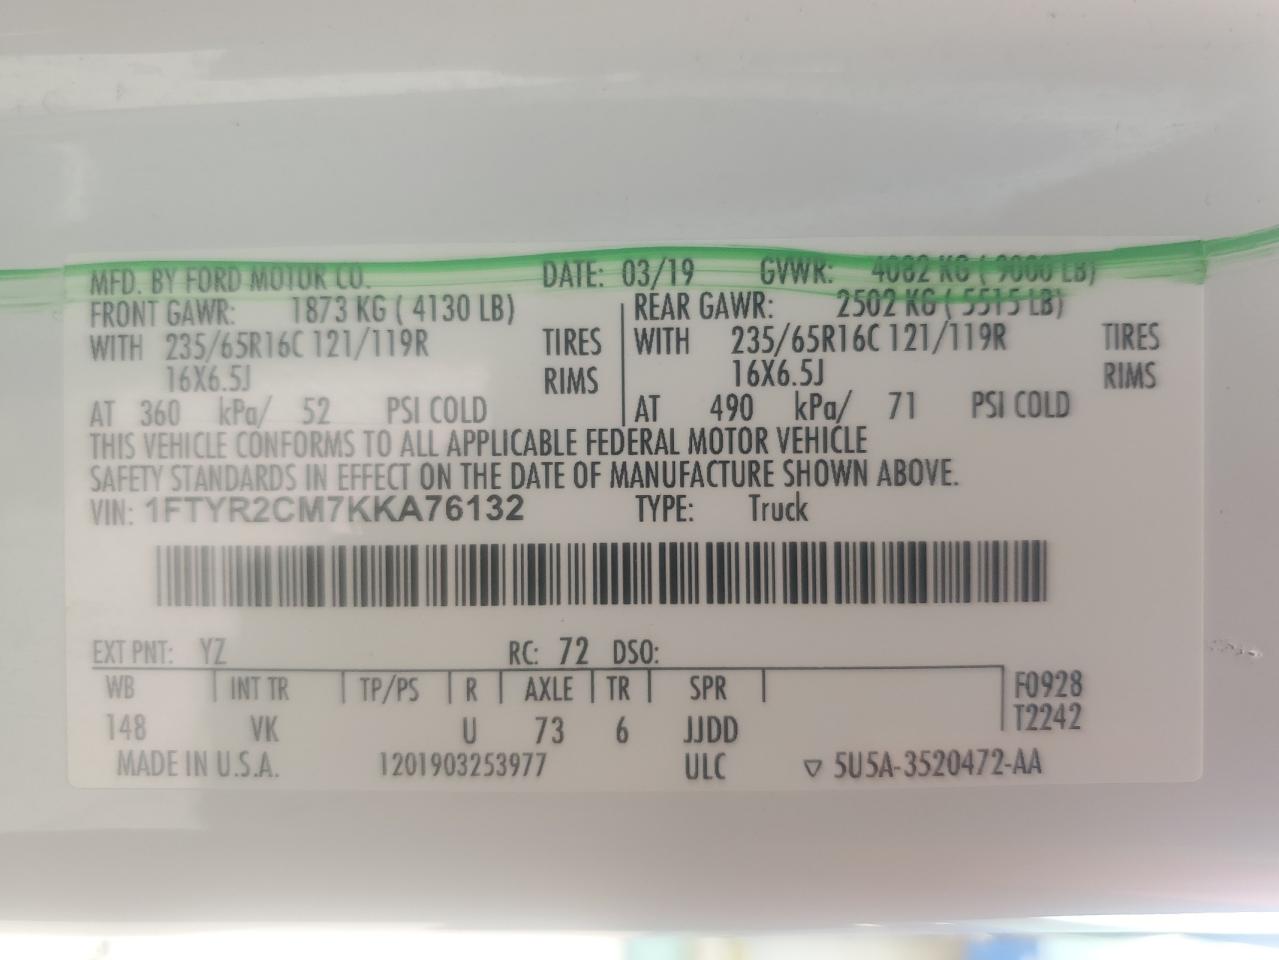 MFD. BY FORD MOTOR CO. DATE: 03/19 GVWR: 4082 KG ( 9000 LB)
FRONT GAWR: 1873 KG ( 4130 LB) REAR GAWR: 2502 KG ( 5515 LB)
WITH 235/65R16C 121/119R TIRES WITH 235/65R16C 121/119R TIRES
16X6.5J RIMS 16X6.5J RIMS
AT 360 kPa/ 52 PSI COLD AT 490 kPa/ 71 PSI COLD
THIS VEHICLE CONFORMS TO ALL APPLICABLE FEDERAL MOTOR VEHICLE
SAFETY STANDARDS IN EFFECT ON THE DATE OF MANUFACTURE SHOWN ABOVE.
VIN: 1FTYR2CM7KKA76132 TYPE: Truck
EXT PNT: YZ RC: 72 DSO:
WB INT TR TP/PS R AXLE TR SPR F0928
148 VK U 73 6 JJDD T2242
MADE IN U.S.A. 1201903253977 ULC ▽ 5U5A-3520472-AA